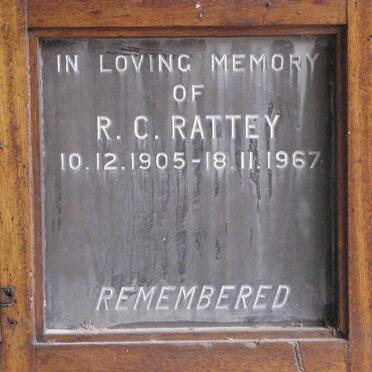 IN LOVING MEMORY
OF
R. C. RATTEY
10.12.1905-18.11.1967
REMEMBERED